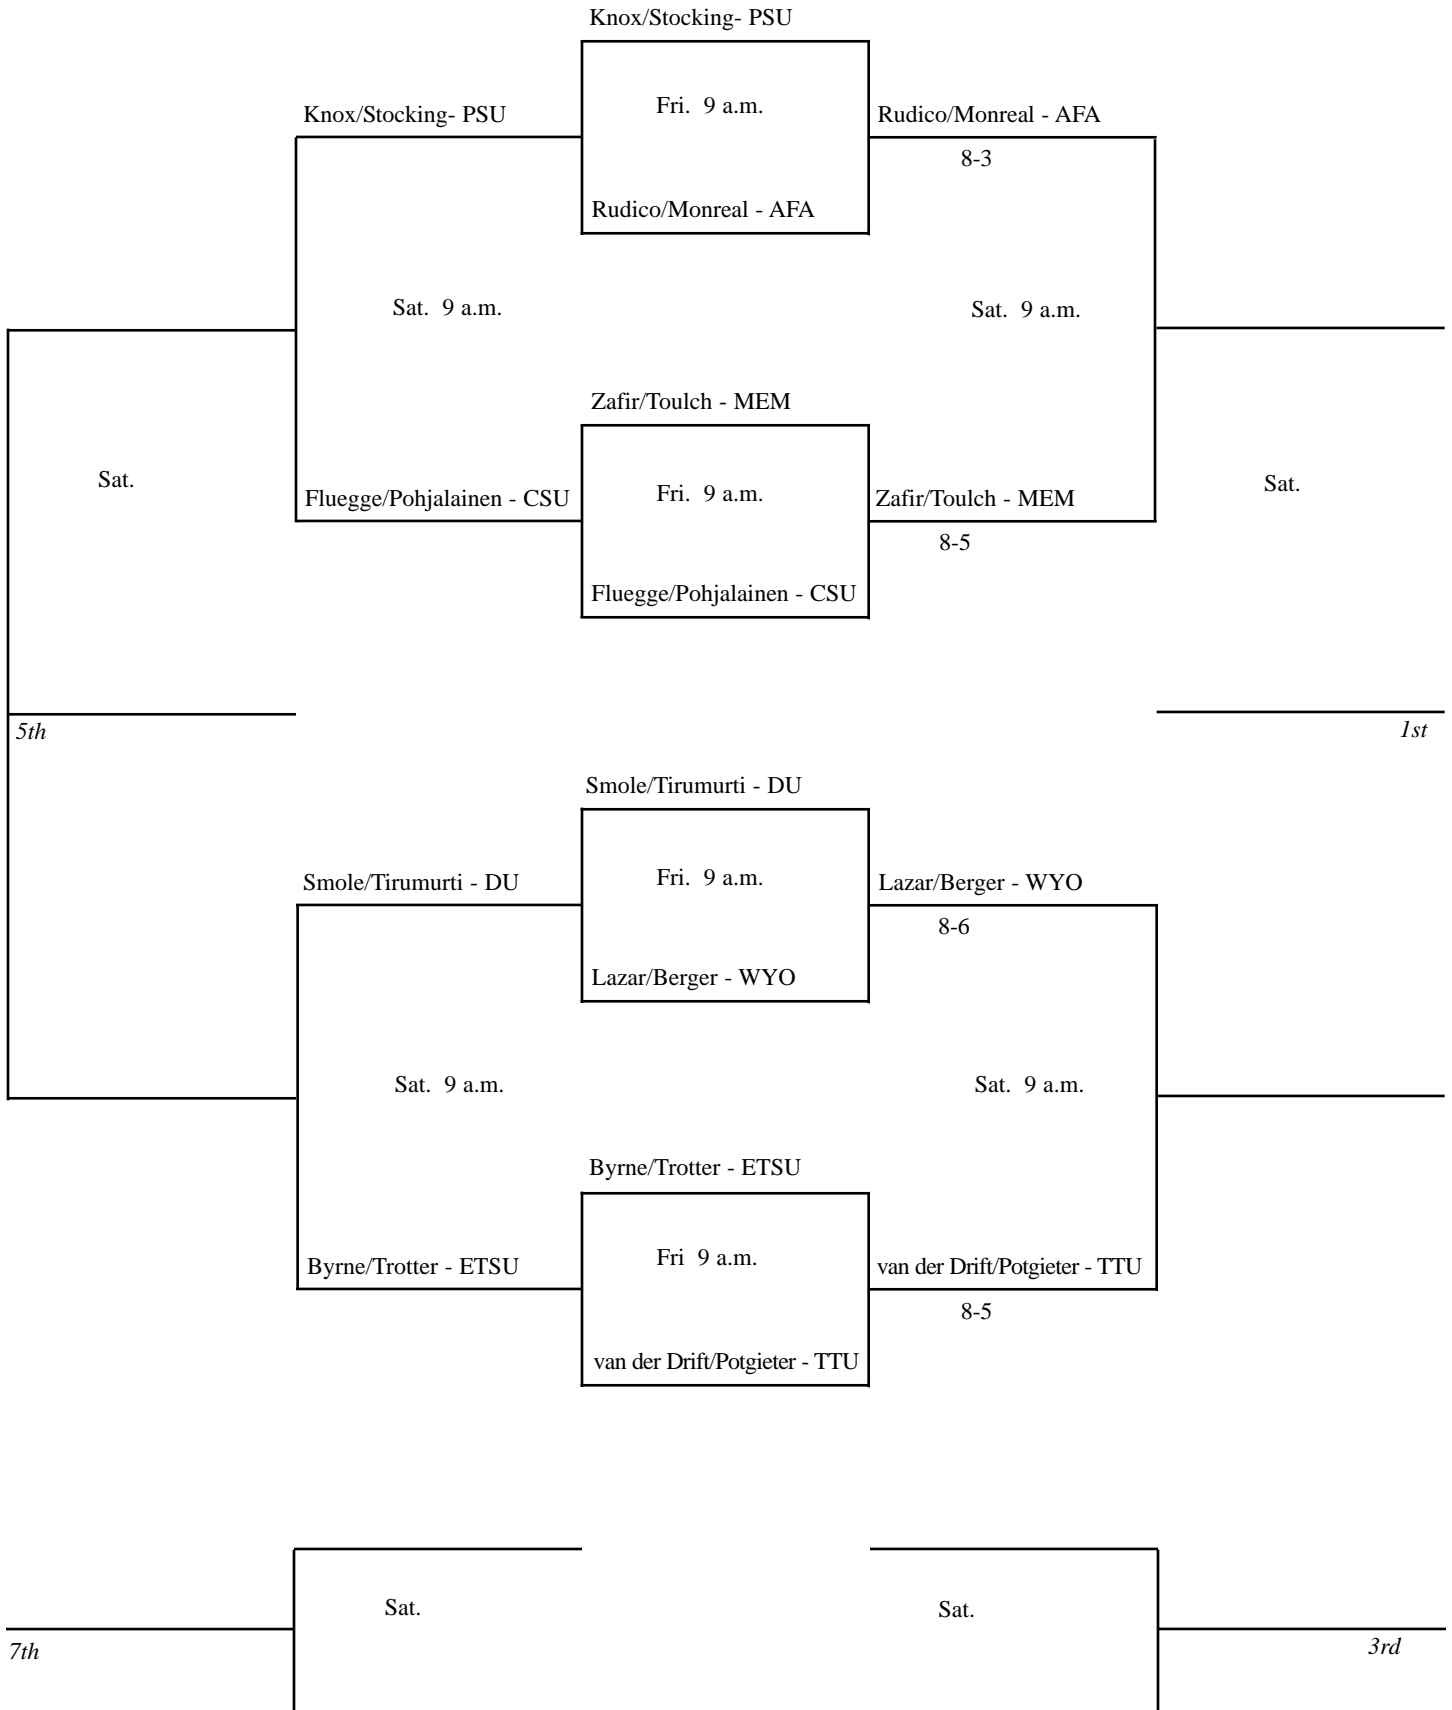 Knox/Stocking- PSU
Fri.  9 a.m.
Knox/Stocking- PSU
Rudico/Monreal - AFA
8-3
Rudico/Monreal - AFA
Sat.  9 a.m.
Sat.  9 a.m.
Zafir/Toulch - MEM
Sat.
Fri.  9 a.m.
Sat.
Fluegge/Pohjalainen - CSU
Zafir/Toulch - MEM
8-5
Fluegge/Pohjalainen - CSU
5th
1st
Smole/Tirumurti - DU
Fri.  9 a.m.
Smole/Tirumurti - DU
Lazar/Berger - WYO
8-6
Lazar/Berger - WYO
Sat.  9 a.m.
Sat.  9 a.m.
Byrne/Trotter - ETSU
Fri  9 a.m.
Byrne/Trotter - ETSU
van der Drift/Potgieter - TTU
8-5
van der Drift/Potgieter - TTU
Sat.
Sat.
7th
3rd